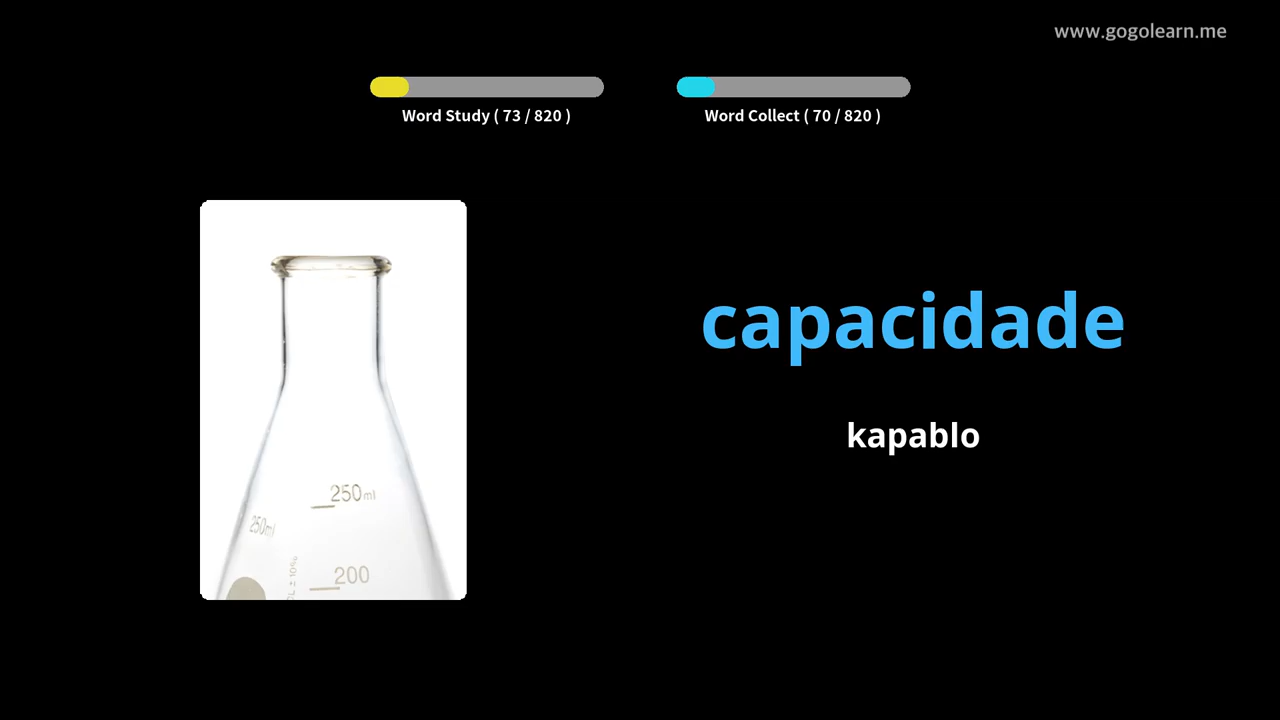 www.gogolearn.me
Word Study ( 73 / 820 )
Word Collect ( 70 / 820 )
capacidade
kapablo
250ml
250ml
200